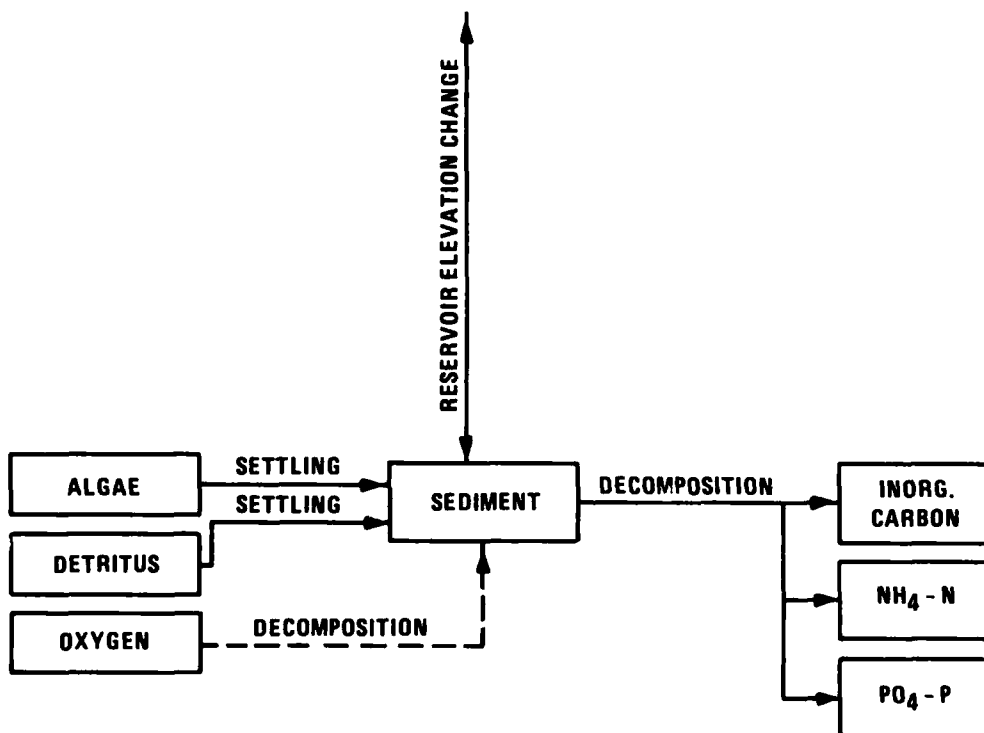 RESERVOIR ELEVATION CHANGE
ALGAE
SETTLING
SETTLING
DETRITUS
OXYGEN
DECOMPOSITION
SEDIMENT
DECOMPOSITION
INORG.
CARBON
NH4 - N
PO4 - P